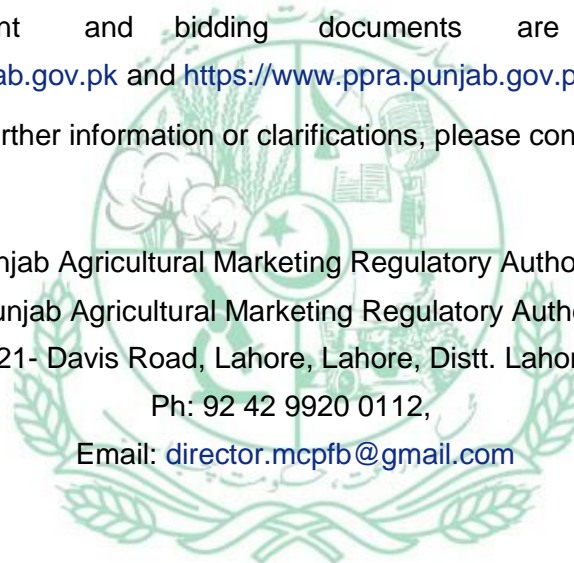 and bidding documents are
ab.gov.pk and https://www.ppra.punjab.gov.p
rther information or clarifications, please con
njab Agricultural Marketing Regulatory Autho
unjab Agricultural Marketing Regulatory Auth
21- Davis Road, Lahore, Lahore, Distt. Lahor
Ph: 92 42 9920 0112,
Email: director.mcpfb@gmail.com